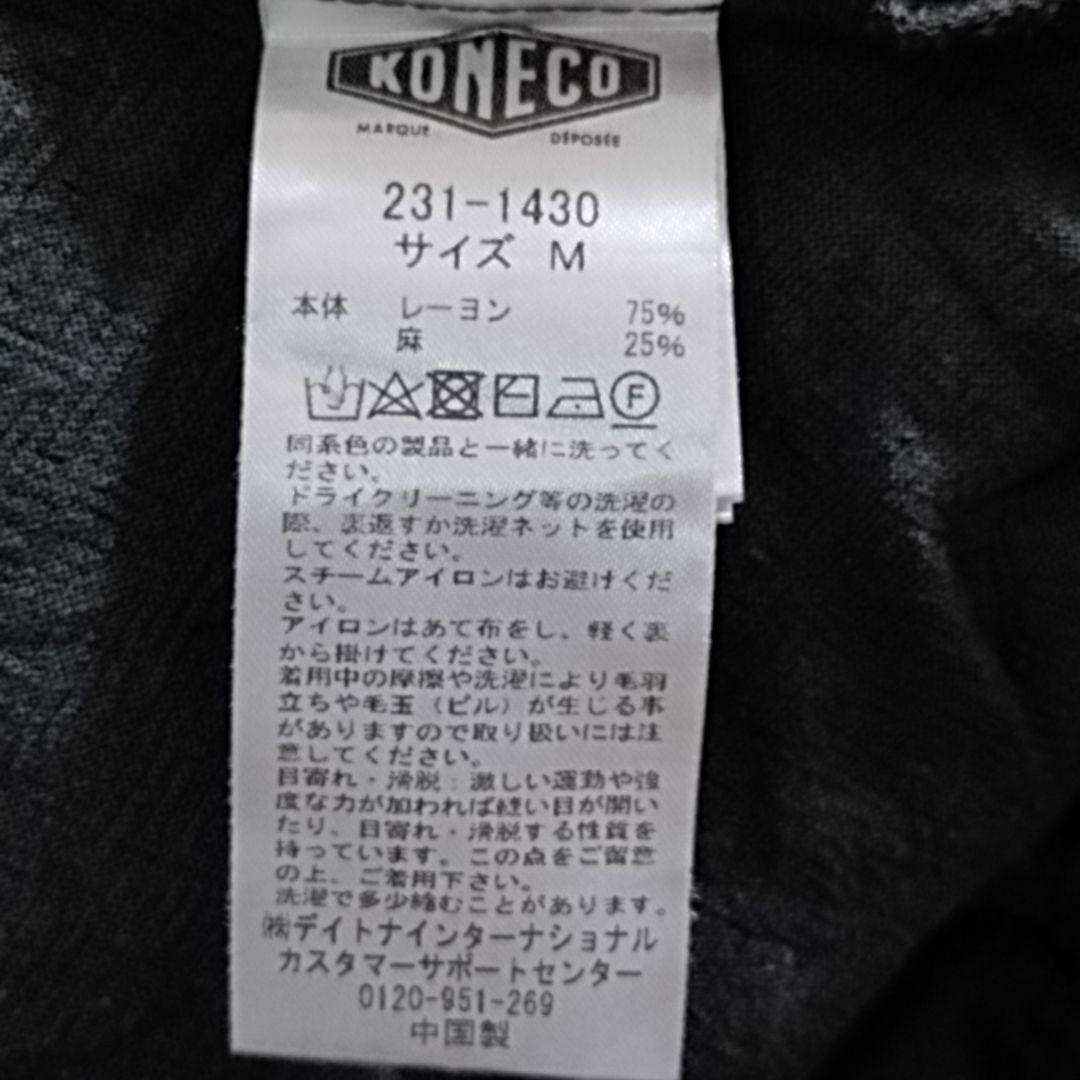 KONECO
MARQUE DÉPOSÉE
231-1430
サイズ M
本体 レーヨン 75%
麻 25%
F
同系色の製品と一緒に洗ってく
ださい。
ドライクリーニング等の洗濯の
際、裏返すか洗濯ネットを使用
してください。
スチームアイロンはお避けくだ
さい。
アイロンはあて布をし、軽く裏
から掛けてください。
着用中の摩擦や洗濯により毛羽
立ちや毛玉（ピル）が生じる事
がありますので取り扱いには注
意してください。
目寄れ・滑脱：激しい運動や強
度な力が加われば縫い目が開い
たり、目寄れ・滑脱する性質を
持っています。この点をご留意
の上、ご着用下さい。
洗濯で多少縮むことがあります。
㈱デイトナインターナショナル
カスタマーサポートセンター
0120-951-269
中国製